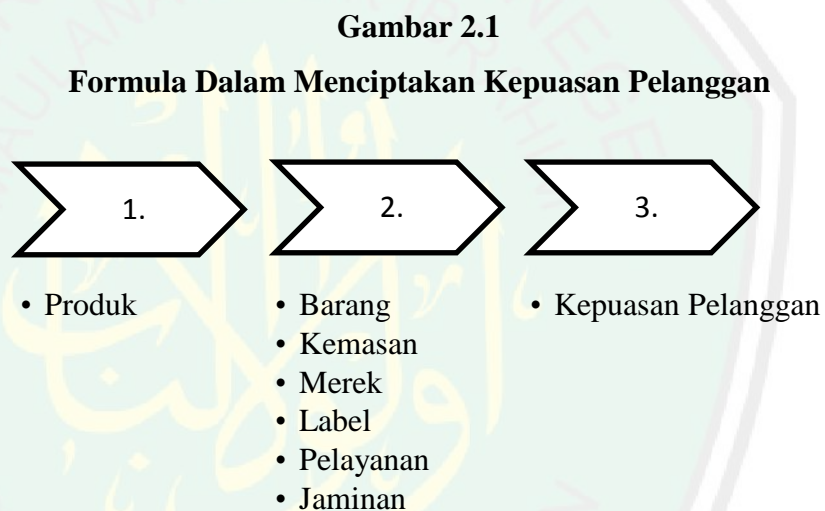 Gambar 2.1
Formula Dalam Menciptakan Kepuasan Pelanggan
1.
2.
3.
• Produk
• Barang
• Kemasan
• Merek
• Label
• Pelayanan
• Jaminan
• Kepuasan Pelanggan